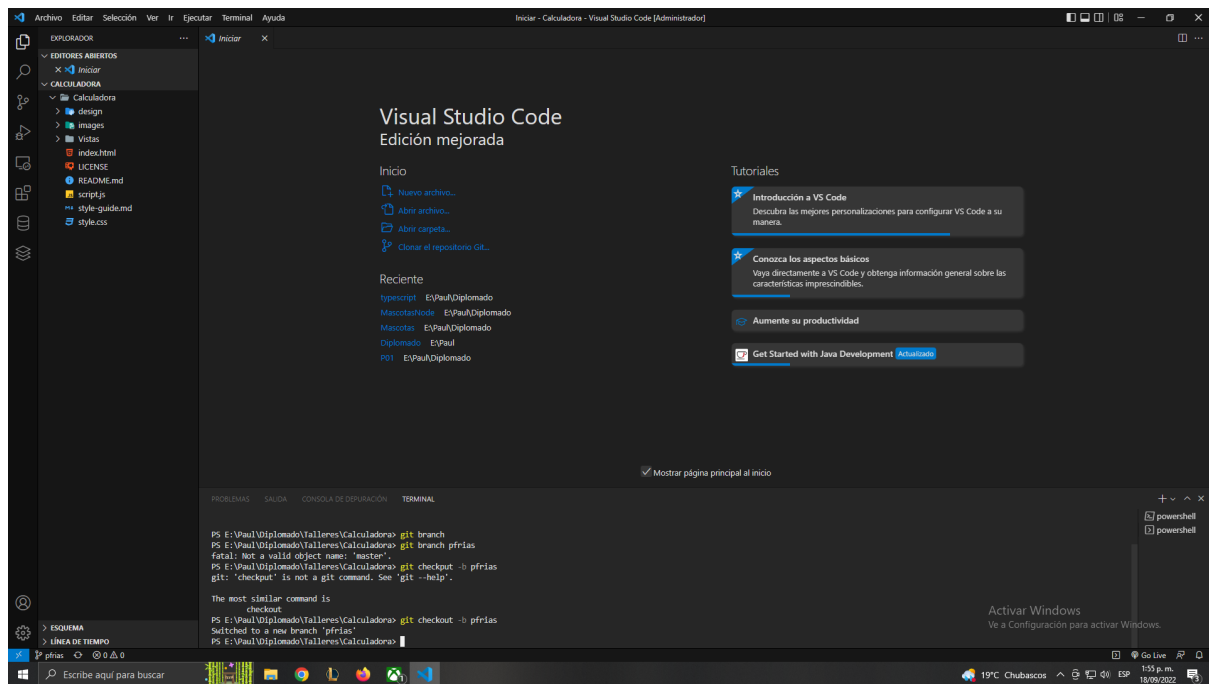 Archivo Editar Selección Ver Ir Ejecutar Terminal Ayuda
Iniciar - Calculadora - Visual Studio Code [Administrador]
EXPLORADOR
Iniciar
EDITORES ABIERTOS
Iniciar
CALCULADORA
Calculadora
design
images
Vistas
index.html
LICENSE
README.md
script.js
style-guide.md
style.css
ESQUEMA
LÍNEA DE TIEMPO
Visual Studio Code
Edición mejorada
Inicio
Nuevo archivo...
Abrir archivo...
Abrir carpeta...
Clonar el repositorio Git...
Reciente
typescript E:\Paul\Diplomado
MascotasNode E:\Paul\Diplomado
Mascotas E:\Paul\Diplomado
Diplomado E:\Paul
P01 E:\Paul\Diplomado
Tutoriales
Introducción a VS Code
Descubra las mejores personalizaciones para configurar VS Code a su
manera.
Conozca los aspectos básicos
Vaya directamente a VS Code y obtenga información general sobre las
características imprescindibles.
Aumente su productividad
Get Started with Java Development Actualizado
Mostrar página principal al inicio
PROBLEMAS SALIDA CONSOLA DE DEPURACIÓN TERMINAL
powershell
powershell
PS E:\Paul\Diplomado\Talleres\Calculadora> git branch
PS E:\Paul\Diplomado\Talleres\Calculadora> git branch pfrias
fatal: Not a valid object name: 'master'.
PS E:\Paul\Diplomado\Talleres\Calculadora> git checkput -b pfrias
git: 'checkput' is not a git command. See 'git --help'.
The most similar command is
checkout
PS E:\Paul\Diplomado\Talleres\Calculadora> git checkout -b pfrias
Switched to a new branch 'pfrias'
PS E:\Paul\Diplomado\Talleres\Calculadora>
Activar Windows
Ve a Configuración para activar Windows.
pfrias 0 0
Go Live
Escribe aquí para buscar
19°C Chubascos
ESP
1:55 p. m.
18/09/2022